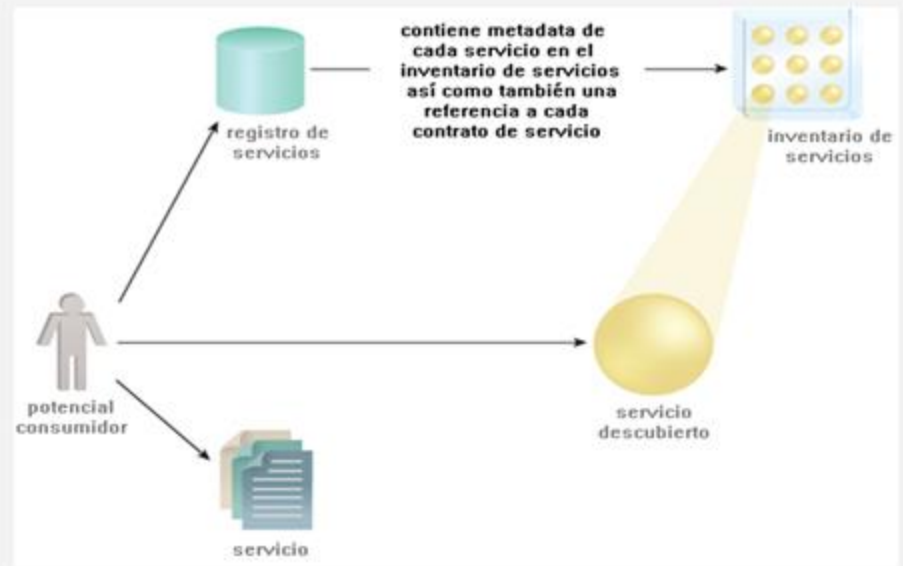 contiene metadata de
cada servicio en el
inventario de servicios
así como también una
referencia a cada
contrato de servicio
registro de
servicios
inventario de
servicios
potencial
consumidor
servicio
descubierto
servicio